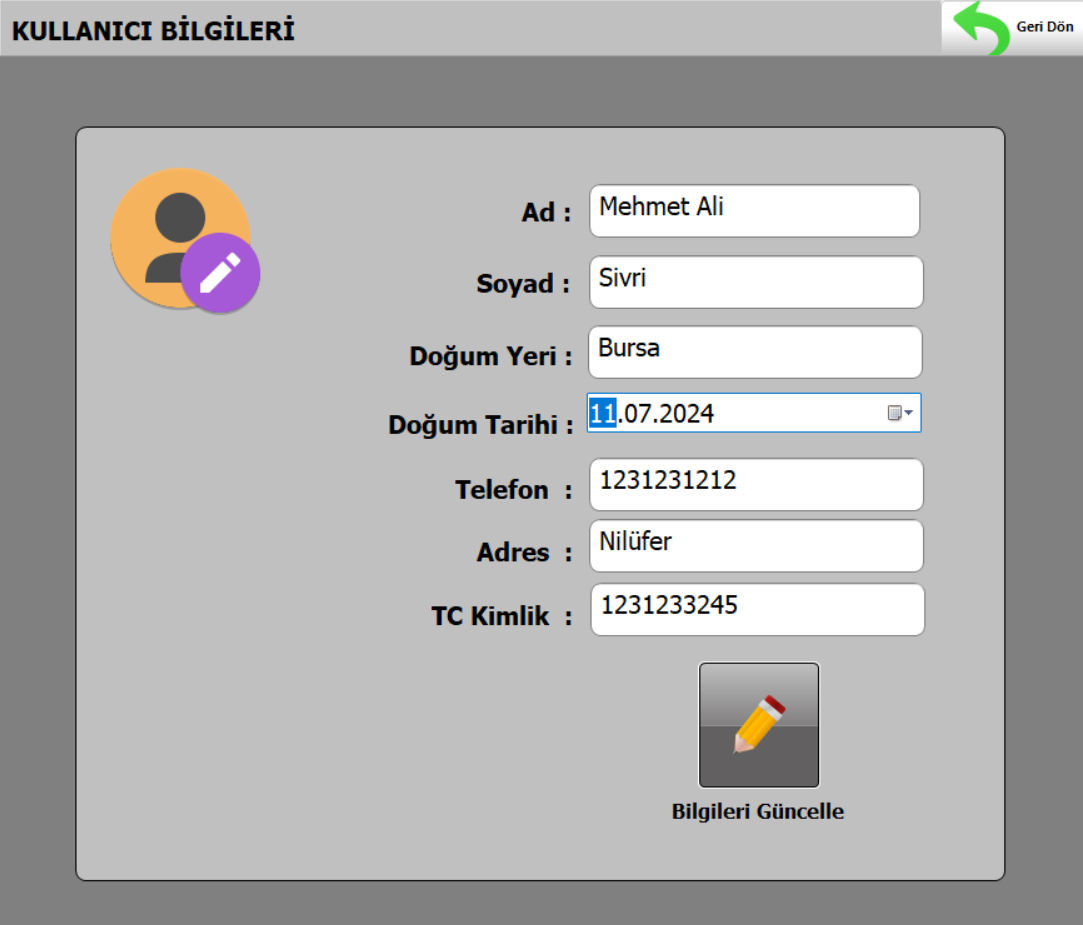 KULLANICI BİLGİLERİ
Geri Dön
Ad : Mehmet Ali
Soyad : Sivri
Doğum Yeri : Bursa
Doğum Tarihi : 11.07.2024
Telefon : 1231231212
Adres : Nilüfer
TC Kimlik : 1231233245
Bilgileri Güncelle